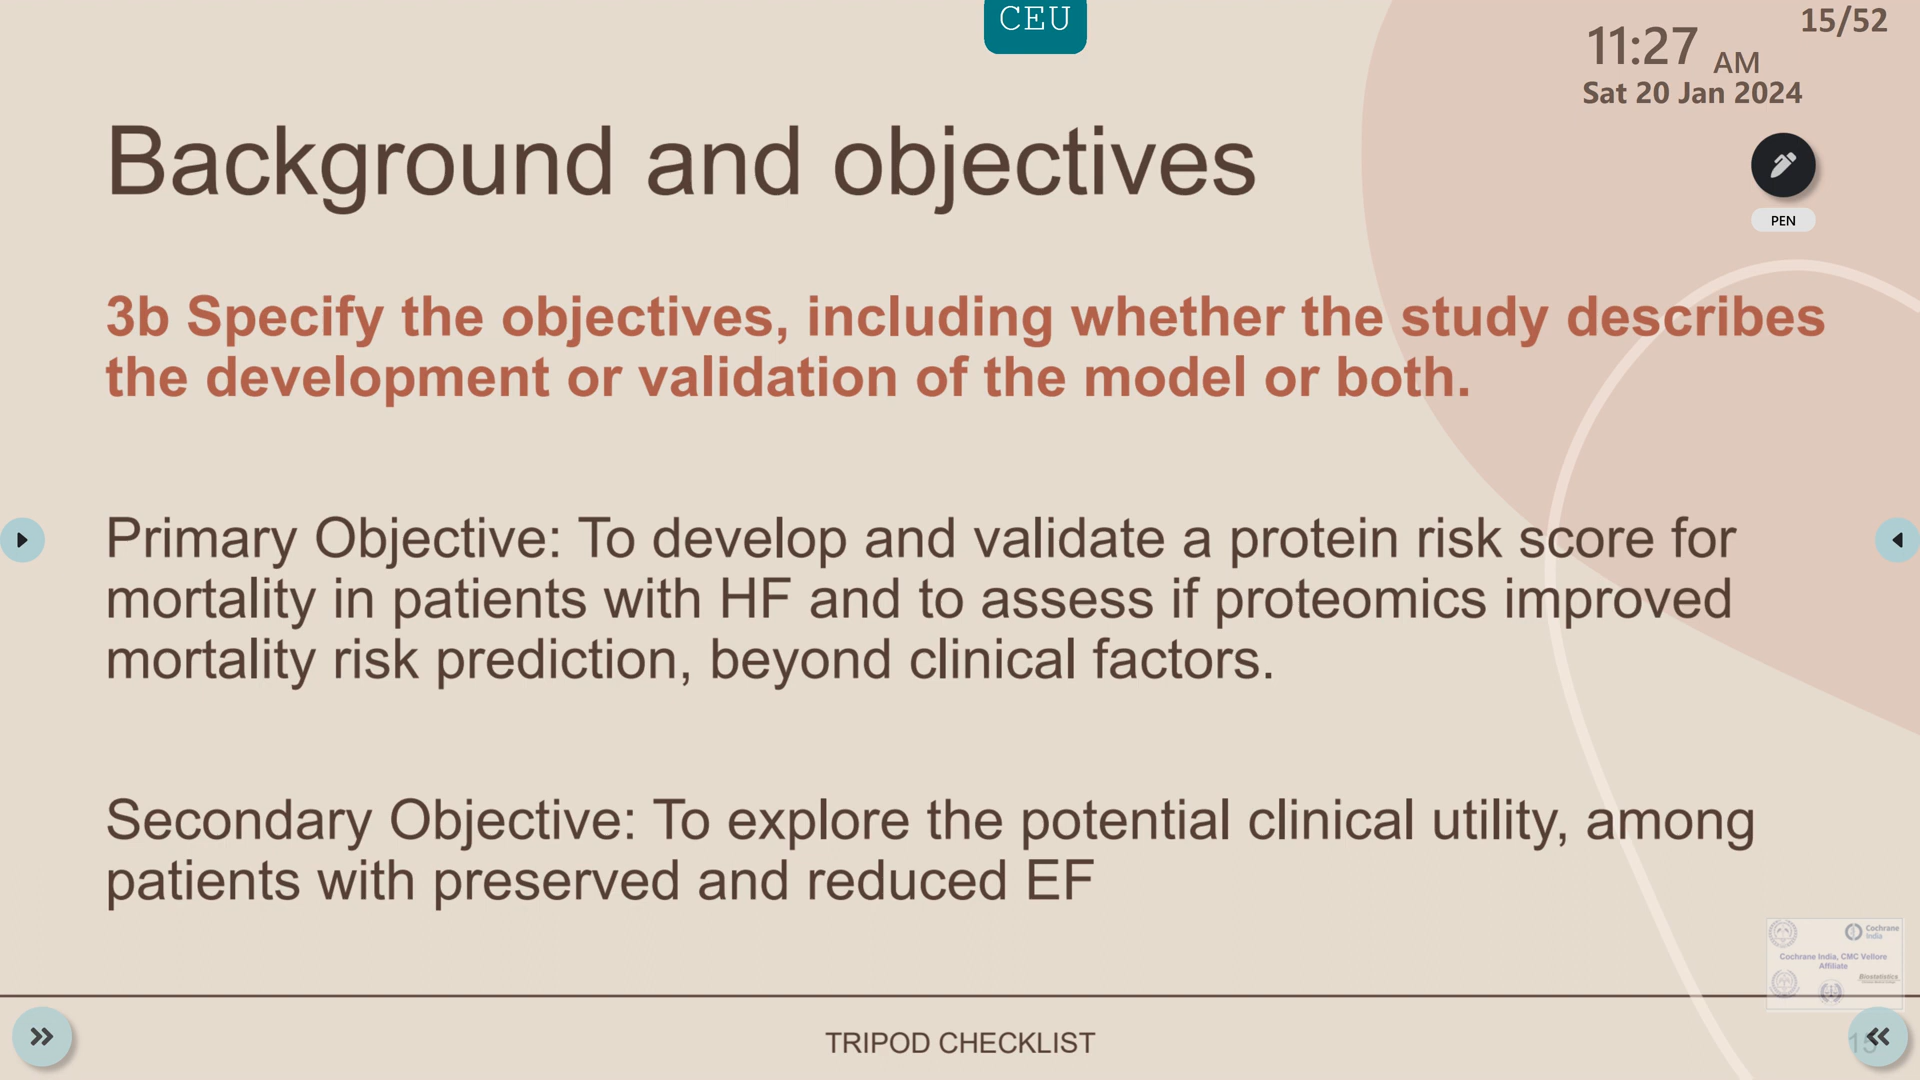 CEU
15/52
11:27 AM
Sat 20 Jan 2024
Background and objectives
PEN
3b Specify the objectives, including whether the study describes
the development or validation of the model or both.
Primary Objective: To develop and validate a protein risk score for
mortality in patients with HF and to assess if proteomics improved
mortality risk prediction, beyond clinical factors.
Secondary Objective: To explore the potential clinical utility, among
patients with preserved and reduced EF
Cochrane
India
Cochrane India, CMC Vellore
Affiliate
Biostatistics
TRIPOD CHECKLIST
15